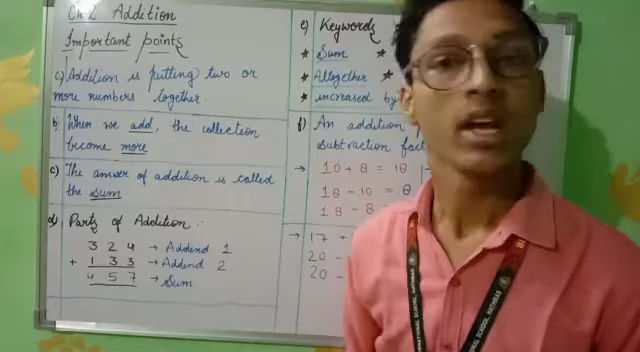 Ch 2 Addition
Important points
a) Addition is putting two or
more numbers together.
b) When we add, the collection
become more
c) The answer of addition is called
the sum
d) Parts of Addition :
3 2 4 → Addend 1
+ 1 3 3 → Addend 2
4 5 7 → Sum
e) Keywords
* Sum *
* Altogether *
* increased by
f) An addition
subtraction fact
→ 10 + 8 = 18
18 - 10 = 8
18 - 8
→ 17 +
20 -
20 -
SCHOOL, HATHRAS